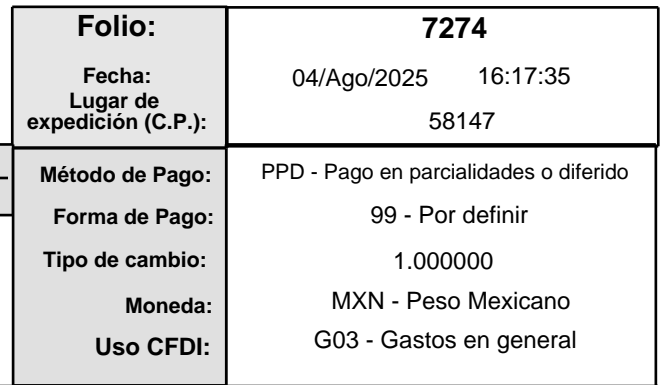 Folio: 7274
Fecha: 04/Ago/2025 16:17:35
Lugar de
expedición (C.P.): 58147
Método de Pago: PPD - Pago en parcialidades o diferido
Forma de Pago: 99 - Por definir
Tipo de cambio: 1.000000
Moneda: MXN - Peso Mexicano
Uso CFDI: G03 - Gastos en general